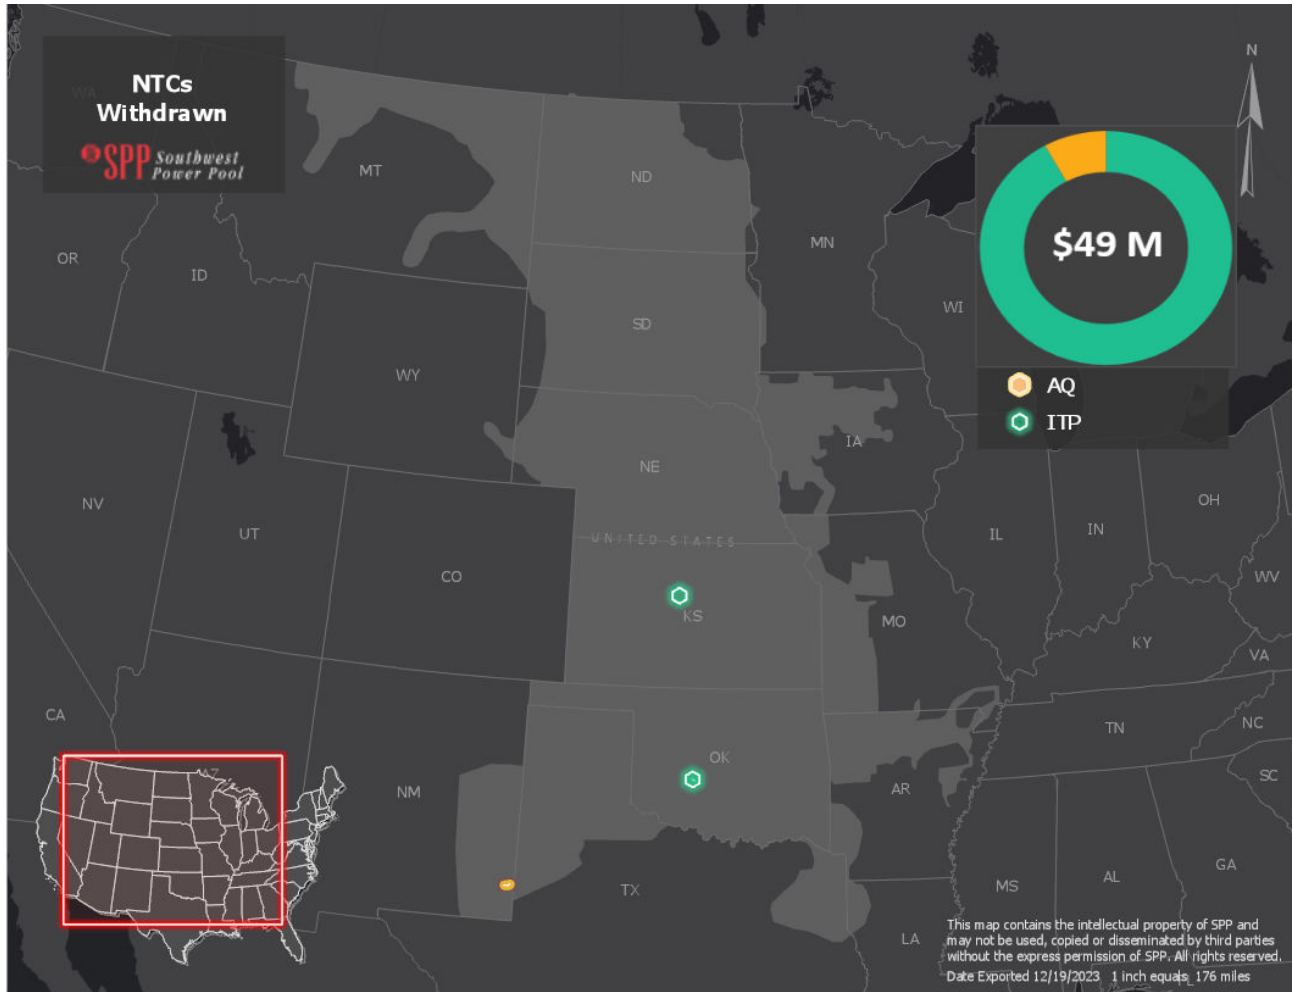 NTCs
Withdrawn
SPP Southwest
Power Pool
N
WA
MT
ND
MN
OR
ID
SD
WI
$49 M
WY
AQ
ITP
IA
NE
NV
UT
UNITED STATES
IL
IN
OH
CO
KS
MO
WV
KY
VA
CA
OK
TN
NC
AZ
NM
AR
SC
TX
MS
AL
GA
LA
This map contains the intellectual property of SPP and
may not be used, copied or disseminated by third parties
without the express permission of SPP. All rights reserved.
Date Exported 12/19/2023 1 inch equals 176 miles
FL